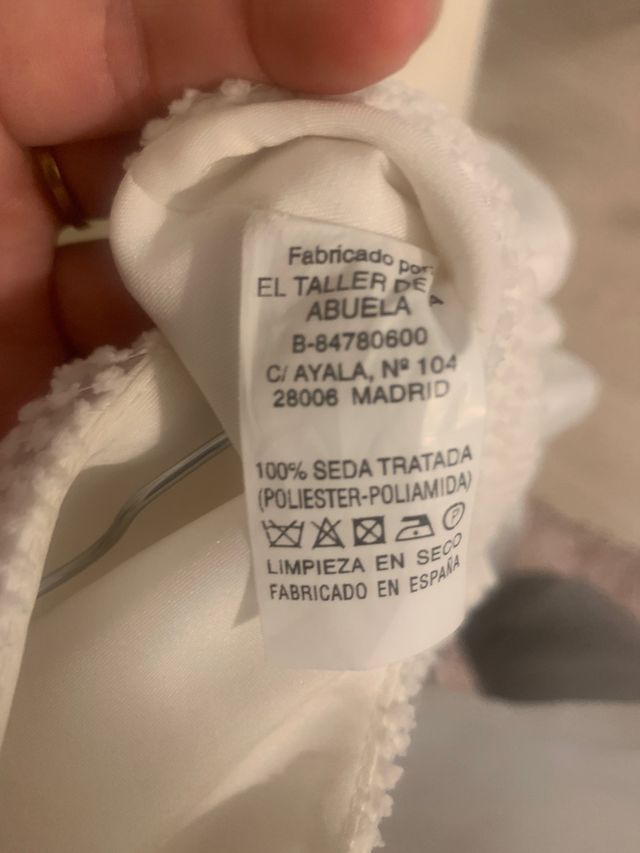 Fabricado por:
EL TALLER DE
ABUELA
B-84780600
C/ AYALA, Nº 104
28006 MADRID
100% SEDA TRATADA
(POLIESTER-POLIAMIDA)
P
LIMPIEZA EN SECO
FABRICADO EN ESPAÑA